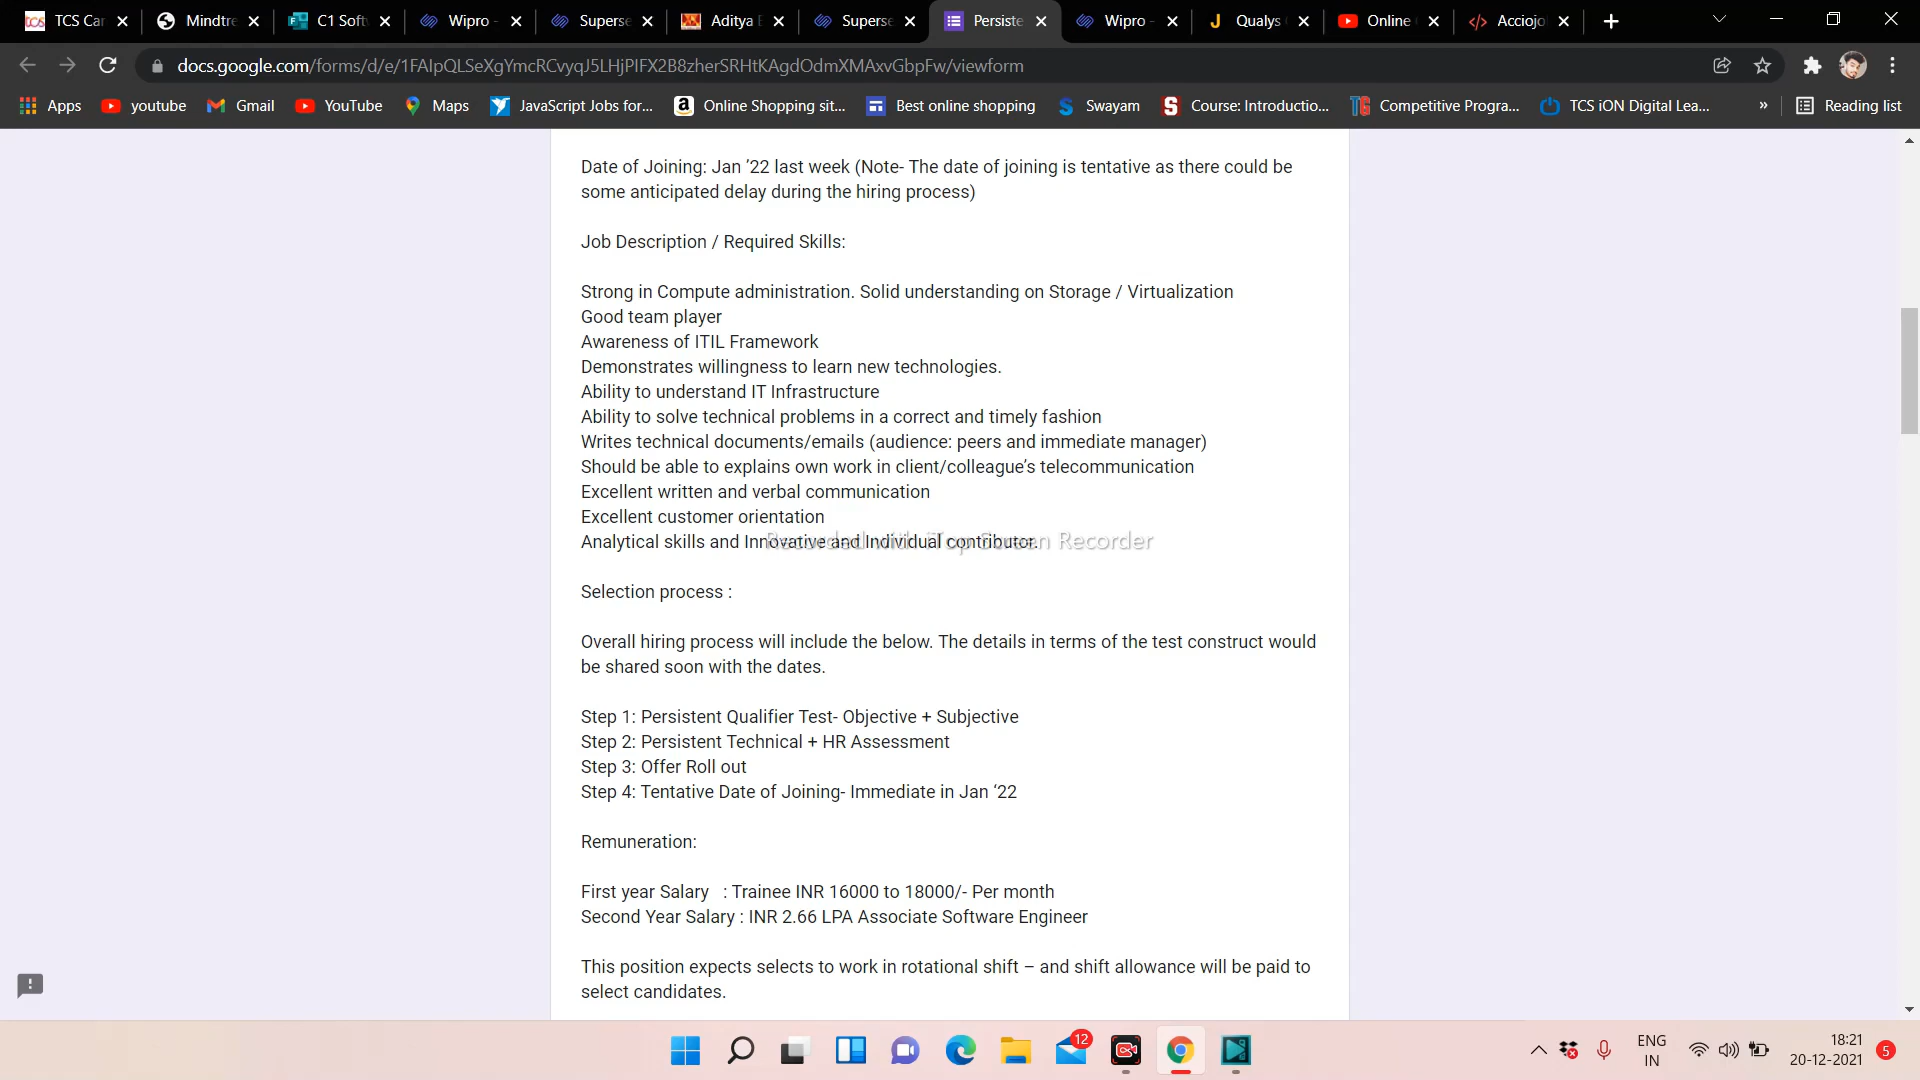 TCS Car
Mindtre
C1 Softw
Wipro -
Superse
Aditya B
Superse
Persiste
Wipro -
Qualys
Online
Acciojo
docs.google.com/forms/d/e/1FAIpQLSeXgYmcRCvyqJ5LHjPIFX2B8zherSRHtKAgdOdmXMAxvGbpFw/viewform
Apps
youtube
Gmail
YouTube
Maps
JavaScript Jobs for...
Online Shopping sit...
Best online shopping
Swayam
Course: Introductio...
Competitive Progra...
TCS iON Digital Lea...
»
Reading list
Date of Joining: Jan ’22 last week (Note- The date of joining is tentative as there could be
some anticipated delay during the hiring process)
Job Description / Required Skills:
Strong in Compute administration. Solid understanding on Storage / Virtualization
Good team player
Awareness of ITIL Framework
Demonstrates willingness to learn new technologies.
Ability to understand IT Infrastructure
Ability to solve technical problems in a correct and timely fashion
Writes technical documents/emails (audience: peers and immediate manager)
Should be able to explains own work in client/colleague’s telecommunication
Excellent written and verbal communication
Excellent customer orientation
Analytical skills and Innovative and Individual contributor.
Recorded with iTop Screen Recorder
Selection process :
Overall hiring process will include the below. The details in terms of the test construct would
be shared soon with the dates.
Step 1: Persistent Qualifier Test- Objective + Subjective
Step 2: Persistent Technical + HR Assessment
Step 3: Offer Roll out
Step 4: Tentative Date of Joining- Immediate in Jan ‘22
Remuneration:
First year Salary : Trainee INR 16000 to 18000/- Per month
Second Year Salary : INR 2.66 LPA Associate Software Engineer
This position expects selects to work in rotational shift – and shift allowance will be paid to
select candidates.
12
ENG
IN
18:21
20-12-2021
5